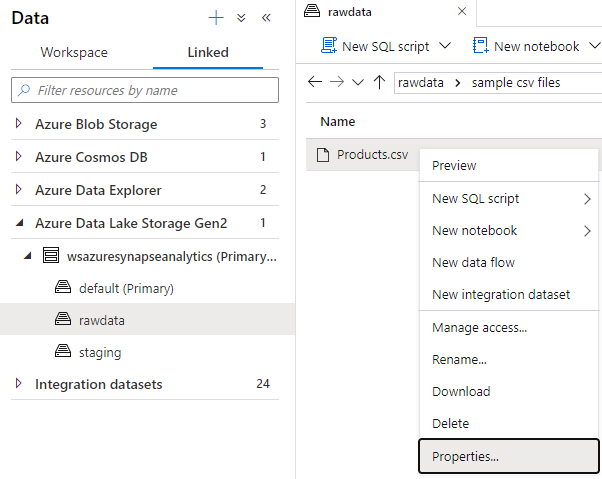 Data
Workspace
Linked
Filter resources by name
Azure Blob Storage 3
Azure Cosmos DB 1
Azure Data Explorer 2
Azure Data Lake Storage Gen2 1
wsazuresynapseanalytics (Primary...
default (Primary)
rawdata
staging
Integration datasets 24
rawdata
New SQL script
New notebook
rawdata
sample csv files
Name
Products.csv
Preview
New SQL script
New notebook
New data flow
New integration dataset
Manage access...
Rename...
Download
Delete
Properties...